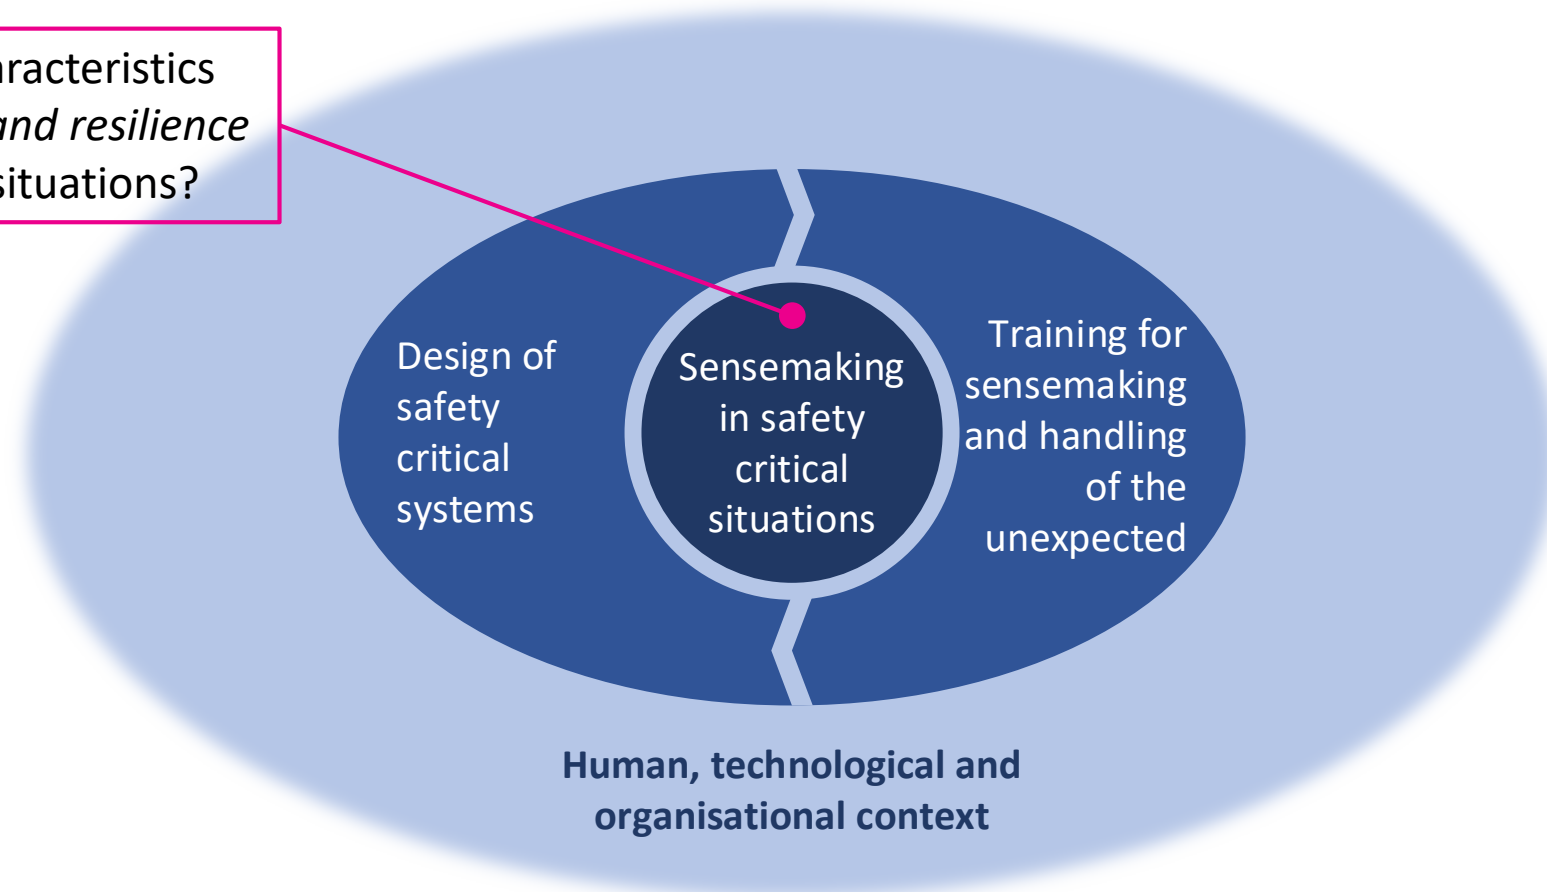 aracteristics
and resilience
situations?
Design of
safety
critical
systems
Sensemaking
in safety
critical
situations
Training for
sensemaking
and handling
of the
unexpected
Human, technological and
organisational context